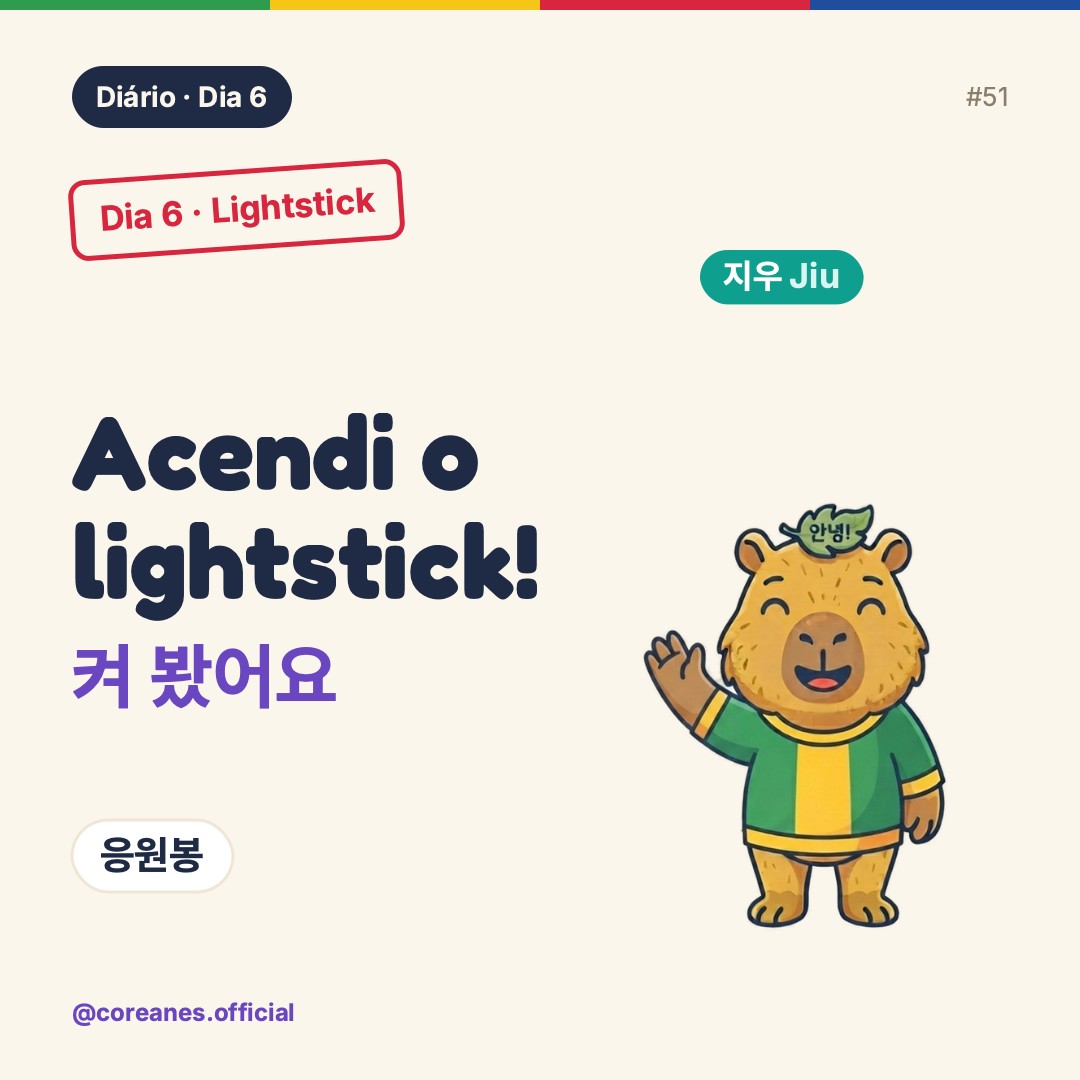 Diário · Dia 6
#51
Dia 6 · Lightstick
지우 Jiu
Acendi o
lightstick!
켜 봤어요
안녕!
응원봉
@coreanes.official